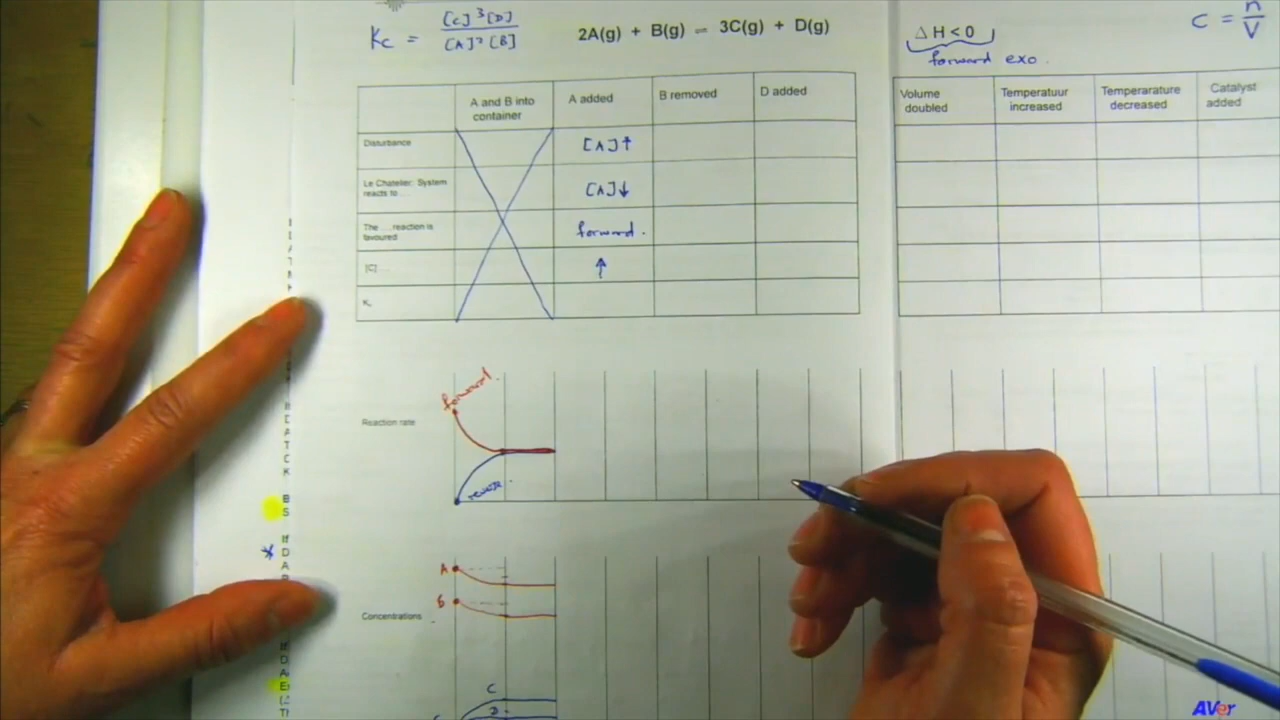 Kc = [C]³[D] / [A]²[B]
2A(g) + B(g) ⇌ 3C(g) + D(g)
ΔH<0
forward exo.
C = n/V
A and B into container
A added
B removed
D added
Volume doubled
Temperatuur increased
Temperarature decreased
Catalyst added
Disturbance
[A]↑
Le Chatelier: System reacts to ...
[A]↓
The ... reaction is favoured
forward.
[C] ...
↑
Kc
Reaction rate
forward.
reverse.
Concentrations
A
B
C
D
AVer